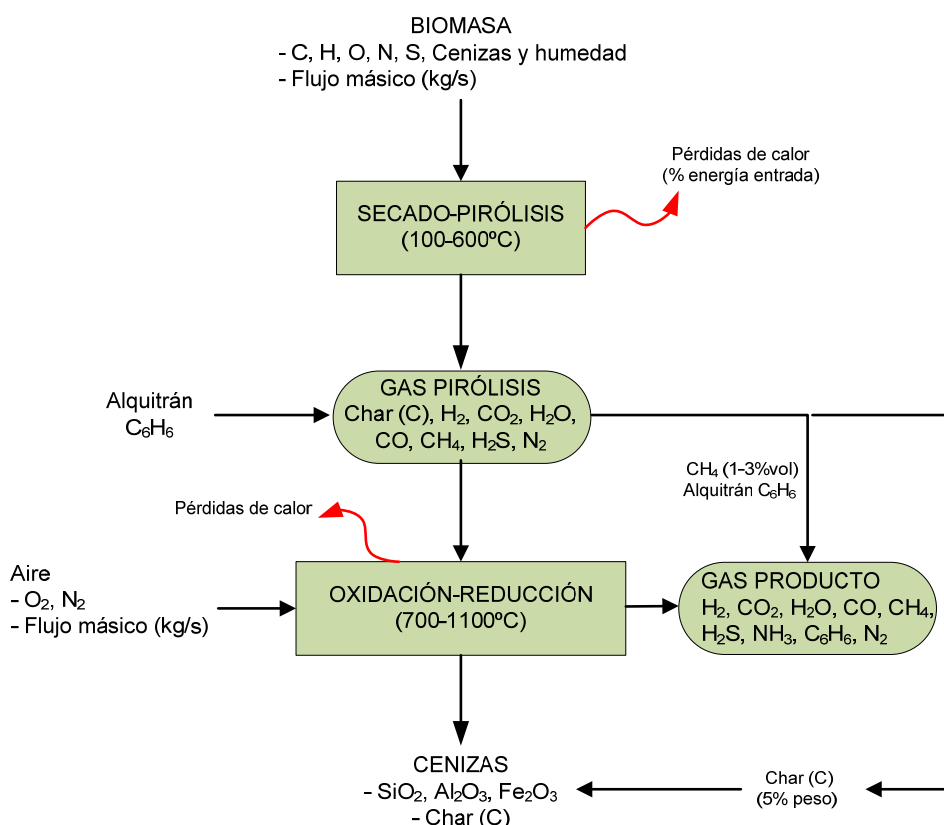 BIOMASA
- C, H, O, N, S, Cenizas y humedad
- Flujo másico (kg/s)
Pérdidas de calor
(% energía entrada)
SECADO-PIRÓLISIS
(100-600ºC)
Alquitrán
C₆H₆
GAS PIRÓLISIS
Char (C), H₂, CO₂, H₂O,
CO, CH₄, H₂S, N₂
CH₄ (1-3%vol)
Alquitrán C₆H₆
Pérdidas de calor
Aire
- O₂, N₂
- Flujo másico (kg/s)
OXIDACIÓN-REDUCCIÓN
(700-1100ºC)
GAS PRODUCTO
H₂, CO₂, H₂O, CO, CH₄,
H₂S, NH₃, C₆H₆, N₂
CENIZAS
- SiO₂, Al₂O₃, Fe₂O₃
- Char (C)
Char (C)
(5% peso)